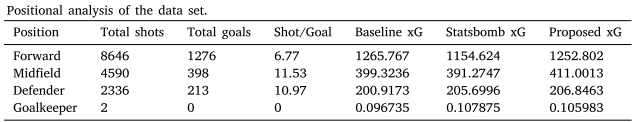 Positional analysis of the data set.
Position Total shots Total goals Shot/Goal Baseline xG Statsbomb xG Proposed xG
Forward 8646 1276 6.77 1265.767 1154.624 1252.802
Midfield 4590 398 11.53 399.3236 391.2747 411.0013
Defender 2336 213 10.97 200.9173 205.6996 206.8463
Goalkeeper 2 0 0 0.096735 0.107875 0.105983